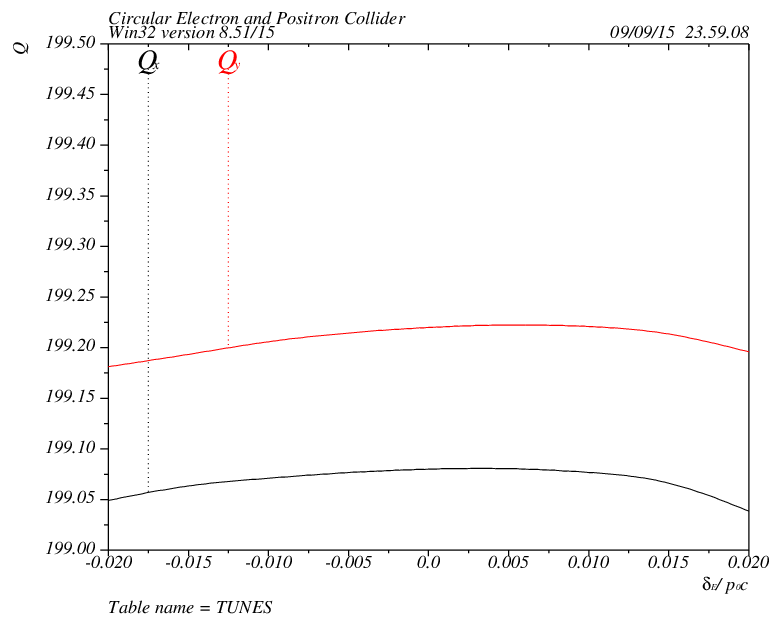 Circular Electron and Positron Collider
Win32 version 8.51/15 09/09/15 23.59.08
Q
199.50
Qx Qy
199.45
199.40
199.35
199.30
199.25
199.20
199.15
199.10
199.05
199.00
-0.020 -0.015 -0.010 -0.005 0.0 0.005 0.010 0.015 0.020
δE/ p0c
Table name = TUNES